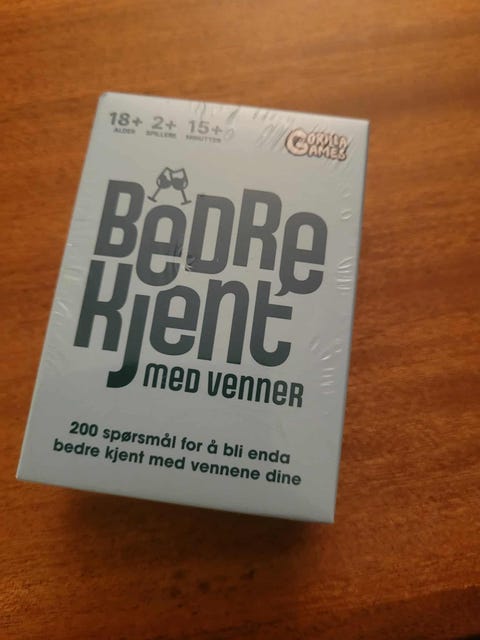 18+ 2+ 15+
ALDER SPILLERE MINUTTER
GORILLA
GAMES
BEDRE
KJENT
MED VENNER
200 spørsmål for å bli enda
bedre kjent med vennene dine